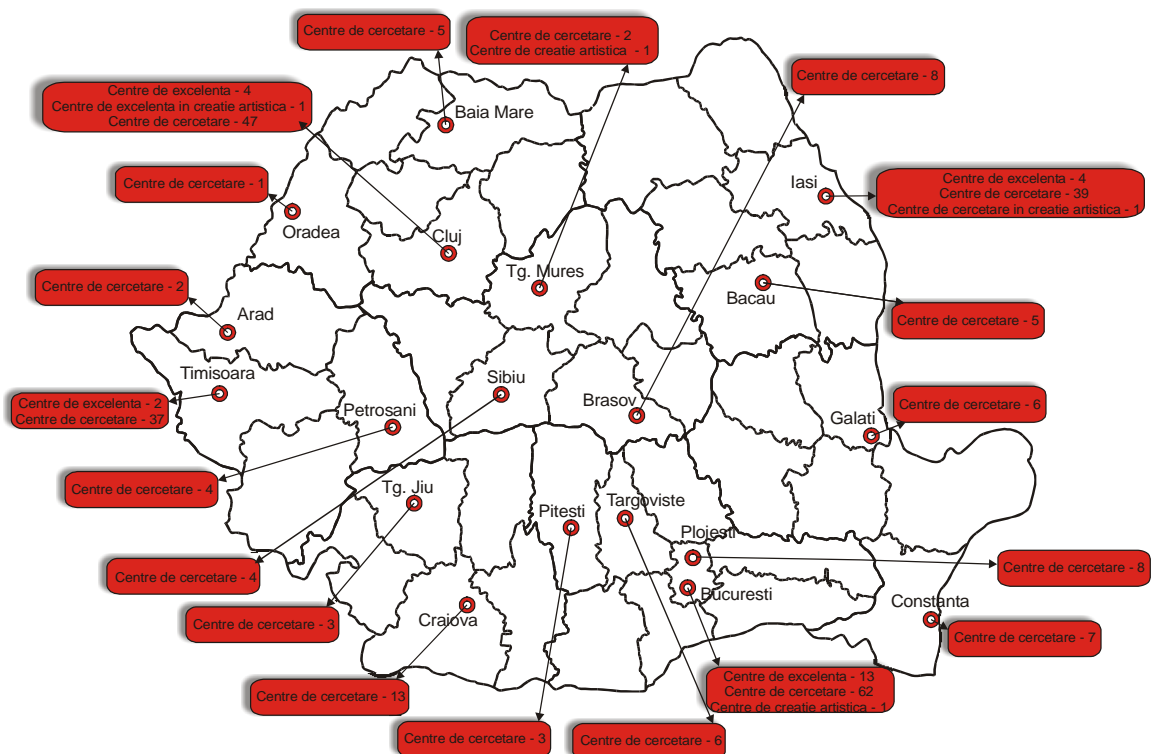 Centre de cercetare - 5
Centre de cercetare - 2
Centre de creatie artistica - 1
Centre de cercetare - 8
Centre de excelenta - 4
Centre de excelenta in creatie artistica - 1
Centre de cercetare - 47
Baia Mare
Centre de cercetare - 1
Iasi
Centre de excelenta - 4
Centre de cercetare - 39
Centre de cercetare in creatie artistica - 1
Oradea
Cluj
Tg. Mures
Bacau
Centre de cercetare - 2
Arad
Centre de cercetare - 5
Timisoara
Sibiu
Brasov
Centre de excelenta - 2
Centre de cercetare - 37
Petrosani
Galati
Centre de cercetare - 6
Centre de cercetare - 4
Tg. Jiu
Pitesti
Targoviste
Ploiesti
Centre de cercetare - 4
Centre de cercetare - 8
Bucuresti
Constanta
Centre de cercetare - 3
Craiova
Centre de cercetare - 7
Centre de cercetare - 13
Centre de excelenta - 13
Centre de cercetare - 62
Centre de creatie artistica - 1
Centre de cercetare - 3
Centre de cercetare - 6